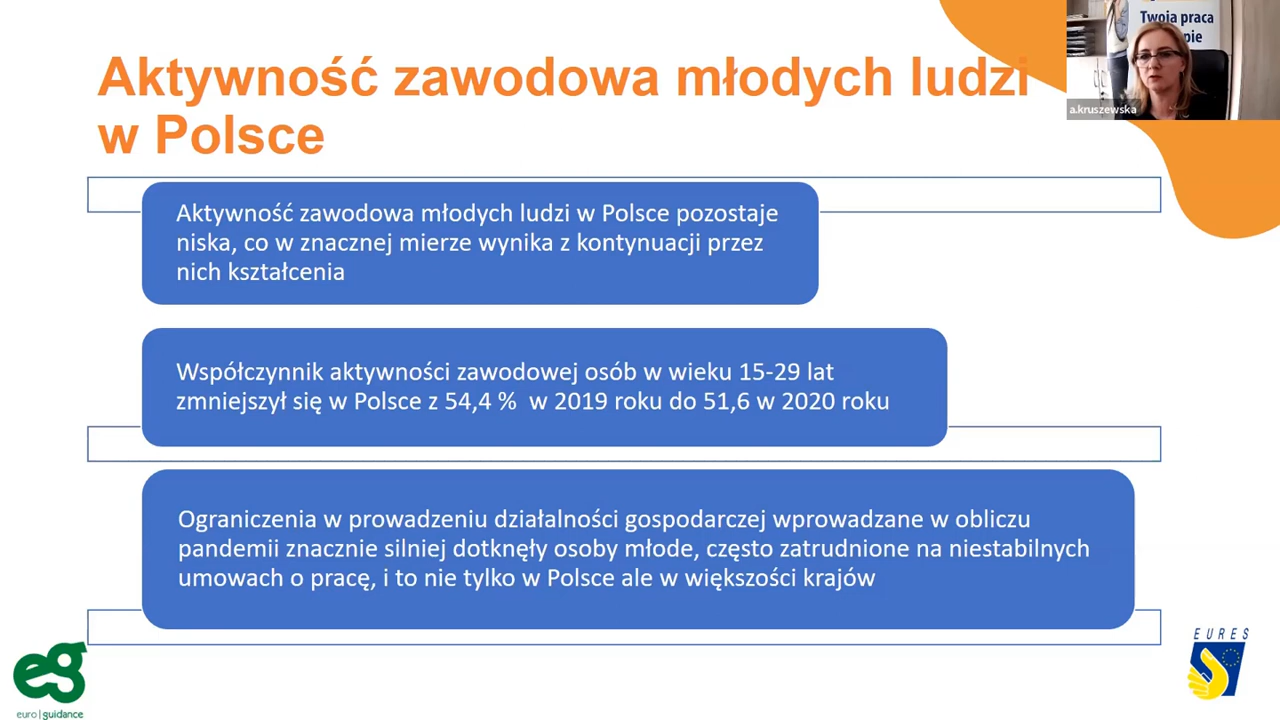 Aktywność zawodowa młodych ludzi
w Polsce
Twoja praca
a.kruszewska
Aktywność zawodowa młodych ludzi w Polsce pozostaje
niska, co w znacznej mierze wynika z kontynuacji przez
nich kształcenia
Współczynnik aktywności zawodowej osób w wieku 15-29 lat
zmniejszył się w Polsce z 54,4 % w 2019 roku do 51,6 w 2020 roku
Ograniczenia w prowadzeniu działalności gospodarczej wprowadzane w obliczu
pandemii znacznie silniej dotknęły osoby młode, często zatrudnione na niestabilnych
umowach o pracę, i to nie tylko w Polsce ale w większości krajów
eg
euro|guidance
EURES